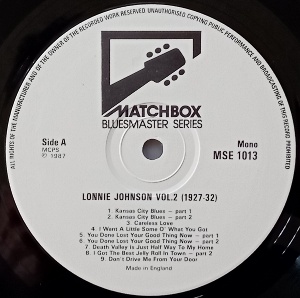 ALL RIGHTS OF THE MANUFACTURER AND OF THE OWNER OF THE RECORDED WORK RESERVED UNAUTHORISED COPYING PUBLIC PERFORMANCE AND BROADCASTING OF THIS RECORD PROHIBITED
MATCHBOX
BLUESMASTER SERIES
Side A
MCPS
℗ 1987
Mono
MSE 1013
LONNIE JOHNSON VOL.2 (1927-32)
1 Kansas City Blues - part 1
2 Kansas City Blues - part 2
3 Careless Love
4 I Want A Little Some O' What You Got
5 You Done Lost Your Good Thing Now - part 1
6 You Done Lost Your Good Thing Now - part 2
7 Death Valley is Just Half Way To My Home
8 I Got The Best Jelly Roll In Town - part 2
9 Don't Drive Me From Your Door
Made in England